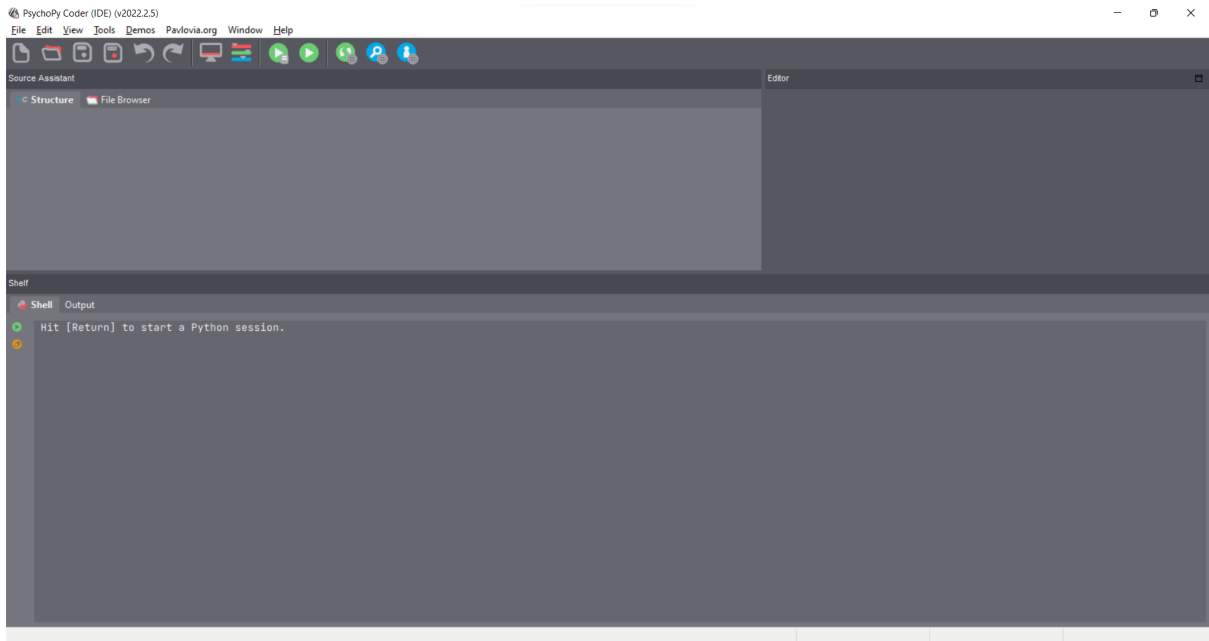 PsychoPy Coder (IDE) (v2022.2.5)
File Edit View Tools Demos Pavlovia.org Window Help
Source Assistant
Editor
Structure File Browser
Shelf
Shell Output
Hit [Return] to start a Python session.